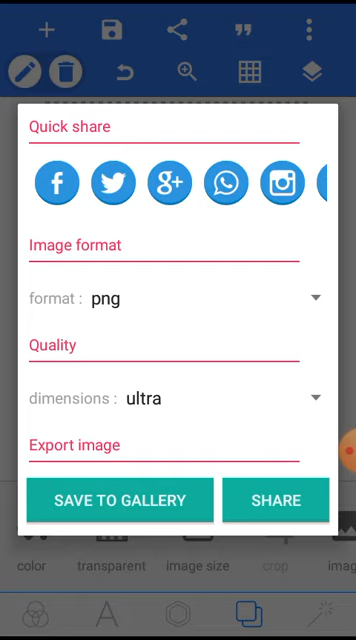 Quick share
Image format
format : png
Quality
dimensions : ultra
Export image
SAVE TO GALLERY SHARE
color transparent image size crop imag